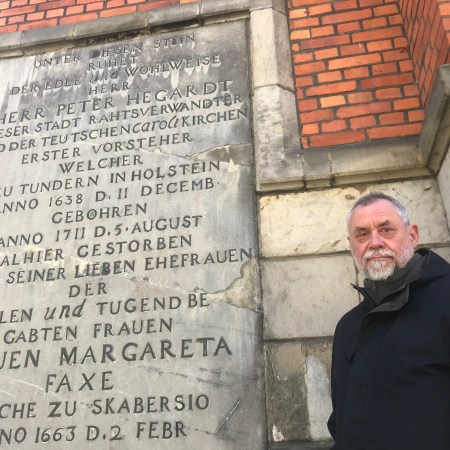 UNTER DIESEN STEIN
RUHET
DER EDLE und WOHLWEISE
HERR
HERR PETER HEGARDT
ESER STADT RAHTSVERWANDTER
D DER TEUTSCHEN caroli KIRCHEN
ERSTER VORSTEHER
WELCHER
ZU TUNDERN IN HOLSTEIN
ANNO 1638 D. 11 DECEMB.
GEBOHREN
ANNO 1711 D. 5. AUGUST
ALHIER GESTORBEN
SEINER LIEBEN EHEFRAUEN
DER
LEN und TUGEND BE
GABTEN FRAUEN
UEN MARGARETA
FAXE
CHE ZU SKABERSIO
NO 1663 D. 2 FEBR